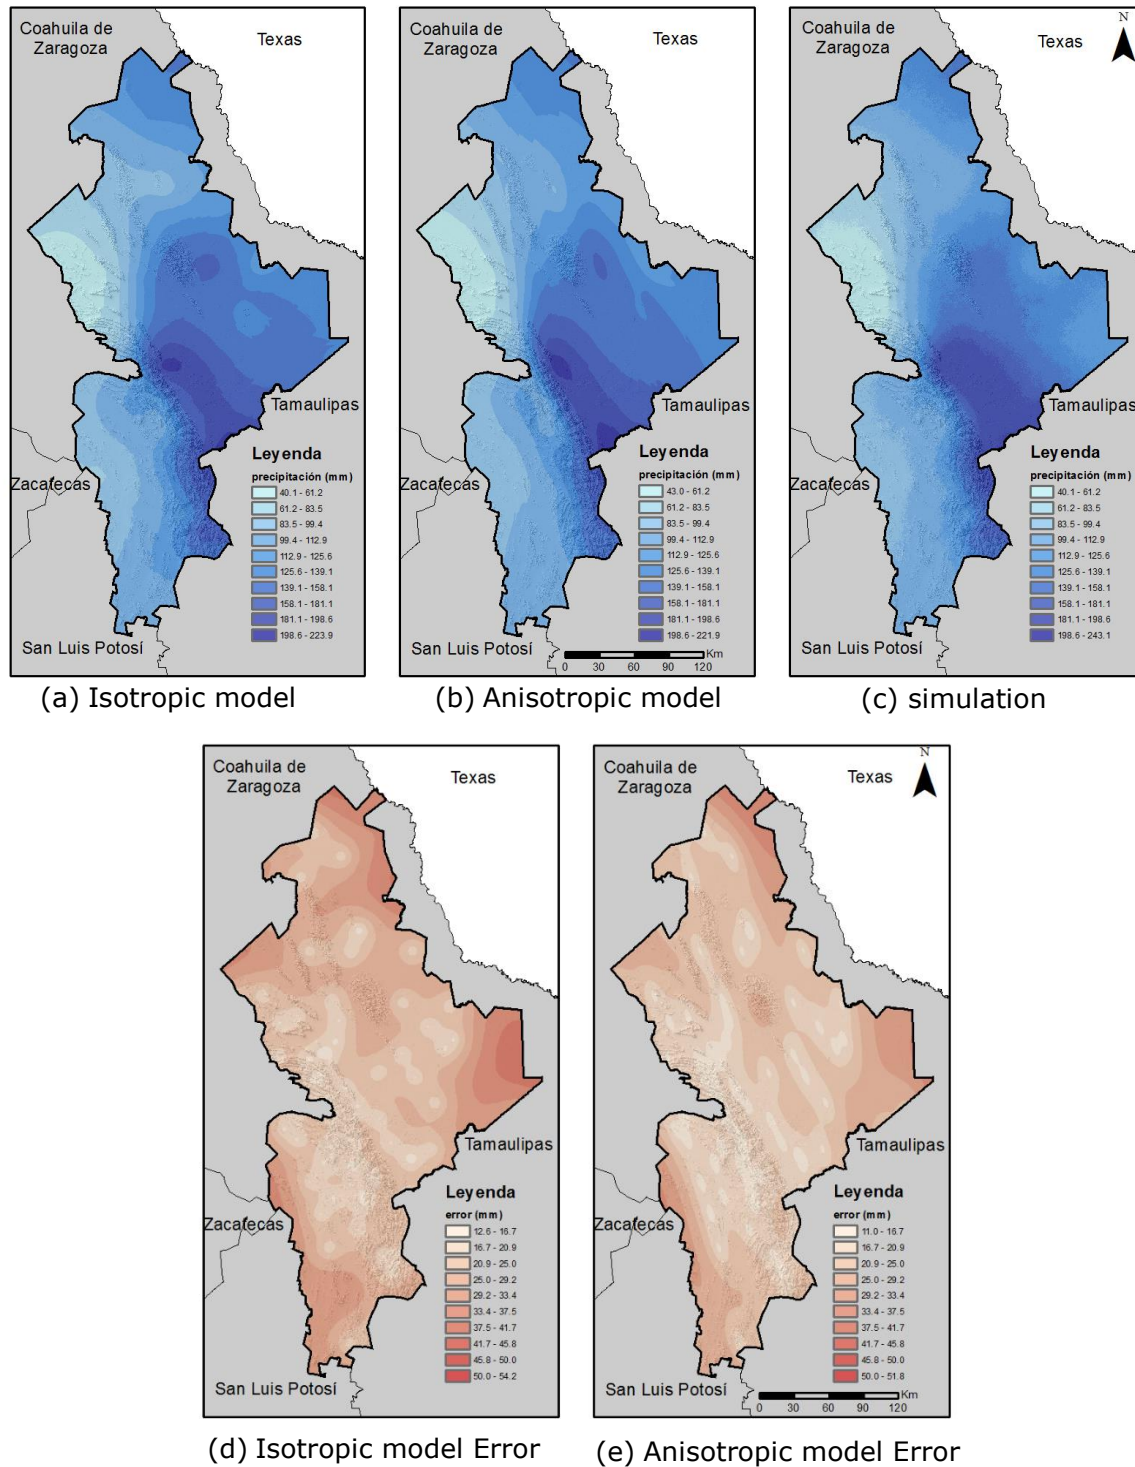 Coahuila de
Zaragoza
Texas
Tamaulipas
Zacatecas
San Luis Potosí
Leyenda
precipitación (mm)
40.1 - 61.2
61.2 - 83.5
83.5 - 99.4
99.4 - 112.9
112.9 - 125.6
125.6 - 139.1
139.1 - 158.1
158.1 - 181.1
181.1 - 198.6
198.6 - 223.9
(a) Isotropic model
Coahuila de
Zaragoza
Texas
Tamaulipas
Zacatecas
San Luis Potosí
Leyenda
precipitación (mm)
43.0 - 61.2
61.2 - 83.5
83.5 - 99.4
99.4 - 112.9
112.9 - 125.6
125.6 - 139.1
139.1 - 158.1
158.1 - 181.1
181.1 - 198.6
198.6 - 221.9
Km
0 30 60 90 120
(b) Anisotropic model
Coahuila de
Zaragoza
Texas
N
Tamaulipas
Zacatecas
San Luis Potosí
Leyenda
precipitación (mm)
40.1 - 61.2
61.2 - 83.5
83.5 - 99.4
99.4 - 112.9
112.9 - 125.6
125.6 - 139.1
139.1 - 158.1
158.1 - 181.1
181.1 - 198.6
198.6 - 243.1
(c) simulation
Coahuila de
Zaragoza
Texas
Tamaulipas
Zacatecas
San Luis Potosí
Leyenda
error (mm)
12.6 - 16.7
16.7 - 20.9
20.9 - 25.0
25.0 - 29.2
29.2 - 33.4
33.4 - 37.5
37.5 - 41.7
41.7 - 45.8
45.8 - 50.0
50.0 - 54.2
(d) Isotropic model Error
Coahuila de
Zaragoza
Texas
N
Tamaulipas
Zacatecas
San Luis Potosí
Leyenda
error (mm)
11.0 - 16.7
16.7 - 20.9
20.9 - 25.0
25.0 - 29.2
29.2 - 33.4
33.4 - 37.5
37.5 - 41.7
41.7 - 45.8
45.8 - 50.0
50.0 - 51.8
Km
0 30 60 90 120
(e) Anisotropic model Error